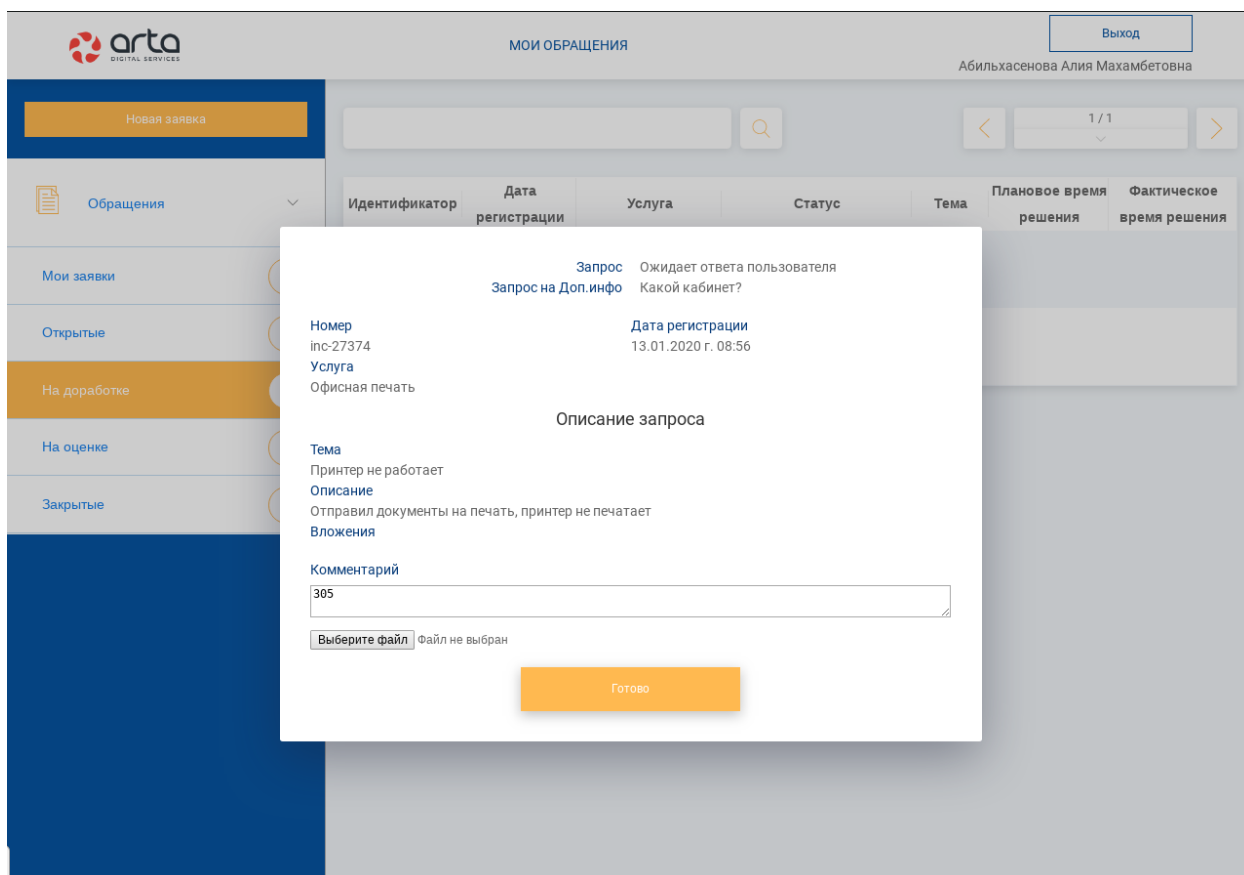 arta
DIGITAL SERVICES
МОИ ОБРАЩЕНИЯ
Выход
Абильхасенова Алия Махамбетовна
Новая заявка
1 / 1
Обращения
Идентификатор
Дата регистрации
Услуга
Статус
Тема
Плановое время решения
Фактическое время решения
Мои заявки
Открытые
На доработке
На оценке
Закрытые
Запрос Ожидает ответа пользователя
Запрос на Доп.инфо Какой кабинет?
Номер
inc-27374
Дата регистрации
13.01.2020 г. 08:56
Услуга
Офисная печать
Описание запроса
Тема
Принтер не работает
Описание
Отправил документы на печать, принтер не печатает
Вложения
Комментарий
305
Выберите файл Файл не выбран
Готово